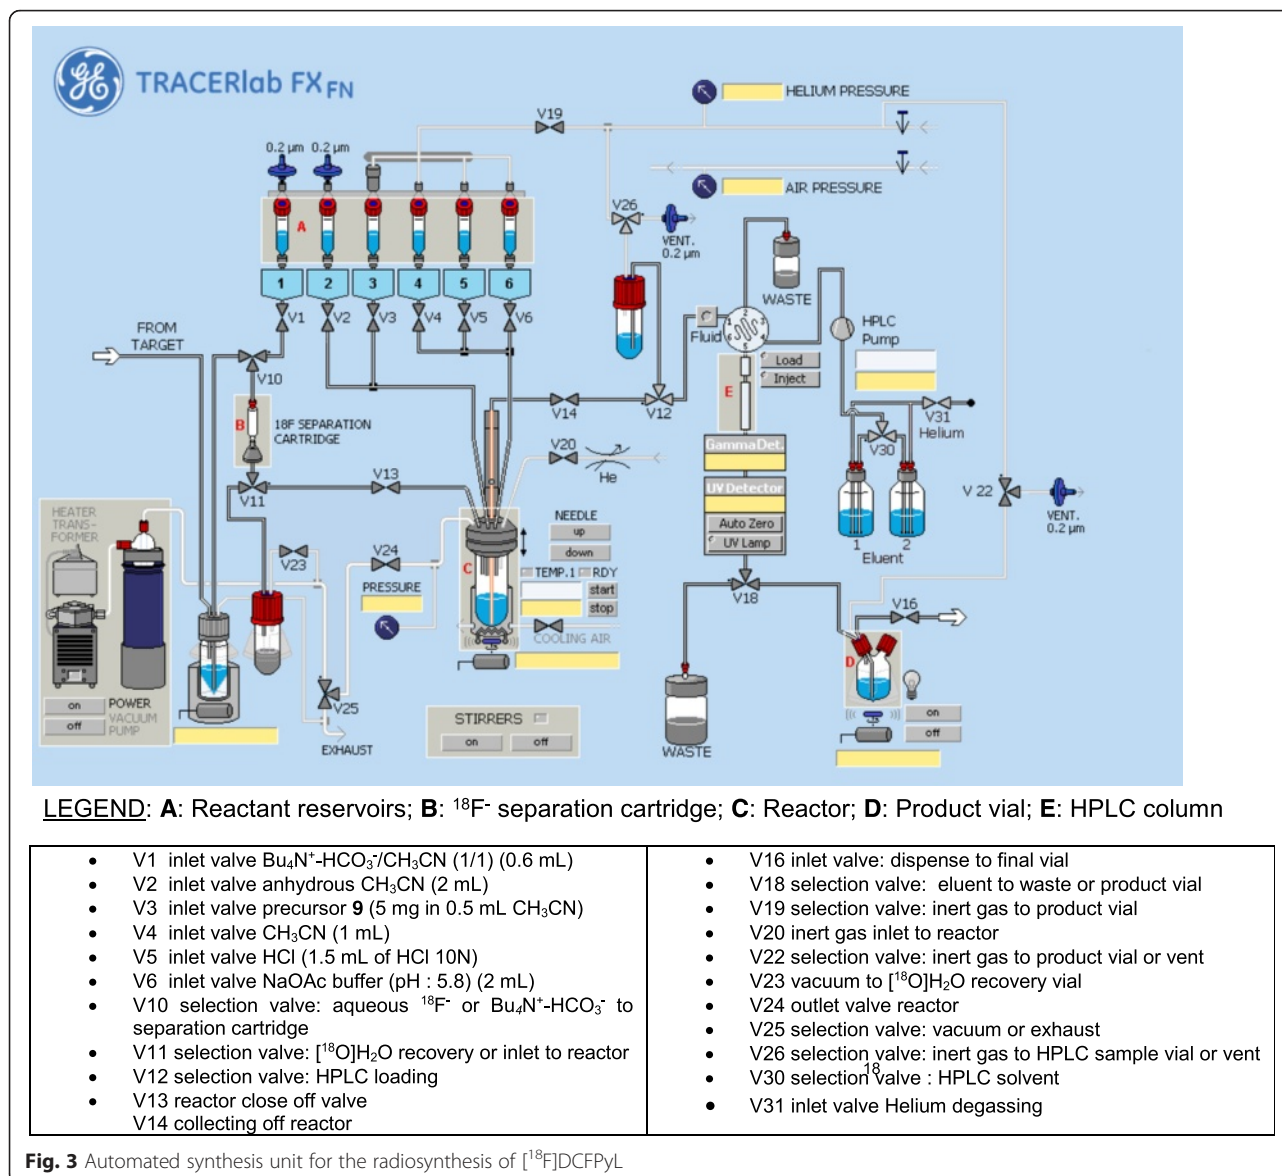 GE TRACERlab FX FN
HELIUM PRESSURE
V19
0.2 µm 0.2 µm
AIR PRESSURE
A
V26
VENT.
0.2 µm
WASTE
1 2 3 4 5 6
V1 V2 V3 V4 V5 V6
FROM
TARGET
Fluid
1 2 3 4 5 6
HPLC
Pump
Load
Inject
V10
E
V14
V12
V31
Helium
B
18F SEPARATION
CARTRIDGE
V20
He
V30
GammaDet.
V13
V11
UV Detector
V 22
VENT.
0.2 µm
HEATER
TRANS-
FORMER
NEEDLE
up
down
Auto Zero
UV Lamp
1 2
Eluent
V24
V23
C
TEMP.1 RDY
start
stop
PRESSURE
V18
V16
COOLING AIR
D
on
off
POWER
VACUUM
PUMP
V25
EXHAUST
STIRRERS
on off
WASTE
on
off
LEGEND: A: Reactant reservoirs; B: ¹⁸F⁻ separation cartridge; C: Reactor; D: Product vial; E: HPLC column
• V1 inlet valve Bu₄N⁺-HCO₃⁻/CH₃CN (1/1) (0.6 mL)
• V2 inlet valve anhydrous CH₃CN (2 mL)
• V3 inlet valve precursor 9 (5 mg in 0.5 mL CH₃CN)
• V4 inlet valve CH₃CN (1 mL)
• V5 inlet valve HCl (1.5 mL of HCl 10N)
• V6 inlet valve NaOAc buffer (pH : 5.8) (2 mL)
• V10 selection valve: aqueous ¹⁸F⁻ or Bu₄N⁺-HCO₃⁻ to
separation cartridge
• V11 selection valve: [¹⁸O]H₂O recovery or inlet to reactor
• V12 selection valve: HPLC loading
• V13 reactor close off valve
V14 collecting off reactor
• V16 inlet valve: dispense to final vial
• V18 selection valve: eluent to waste or product vial
• V19 selection valve: inert gas to product vial
• V20 inert gas inlet to reactor
• V22 selection valve: inert gas to product vial or vent
• V23 vacuum to [¹⁸O]H₂O recovery vial
• V24 outlet valve reactor
• V25 selection valve: vacuum or exhaust
• V26 selection valve: inert gas to HPLC sample vial or vent
18
• V30 selection valve : HPLC solvent
• V31 inlet valve Helium degassing
Fig. 3 Automated synthesis unit for the radiosynthesis of [¹⁸F]DCFPyL